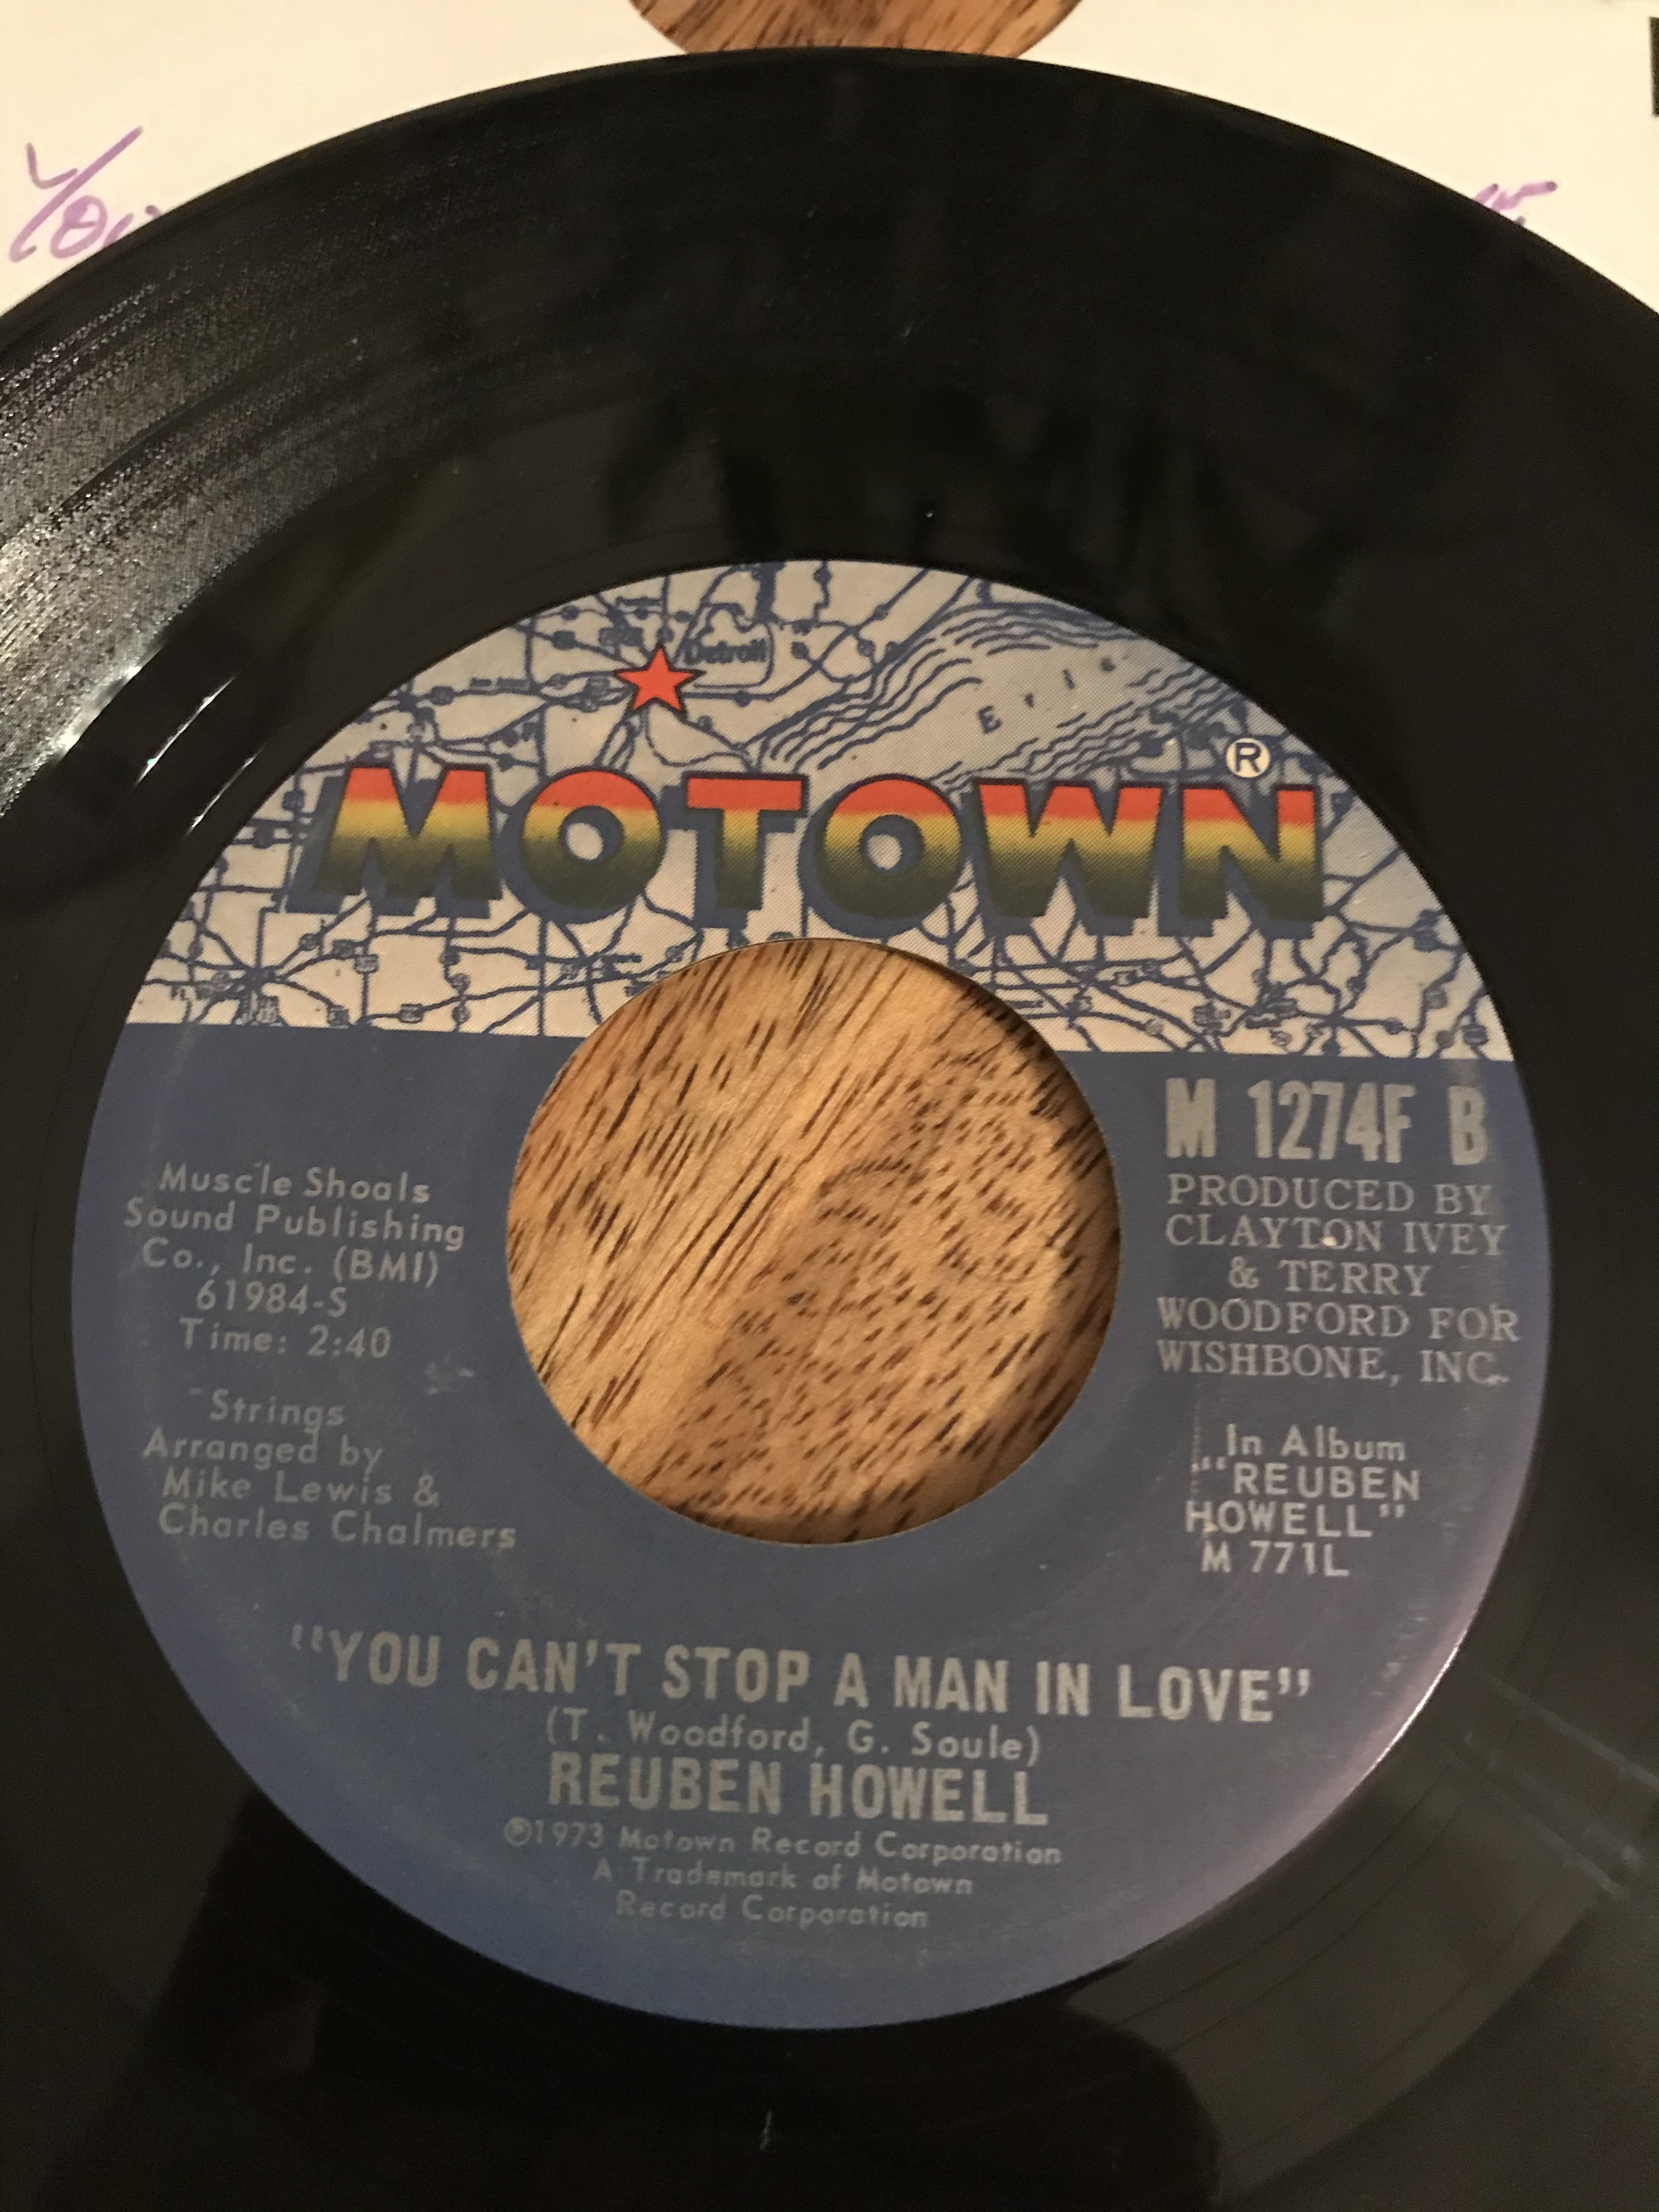 You
Detroit
Erie
MOTOWN ®
M 1274F B
PRODUCED BY
CLAYTON IVEY
& TERRY
WOODFORD FOR
WISHBONE, INC.
In Album
"REUBEN
HOWELL"
M 771L
Muscle Shoals
Sound Publishing
Co., Inc. (BMI)
61984-S
Time: 2:40
Strings
Arranged by
Mike Lewis &
Charles Chalmers
"YOU CAN'T STOP A MAN IN LOVE"
(T. Woodford, G. Soule)
REUBEN HOWELL
℗1973 Motown Record Corporation
A Trademark of Motown
Record Corporation